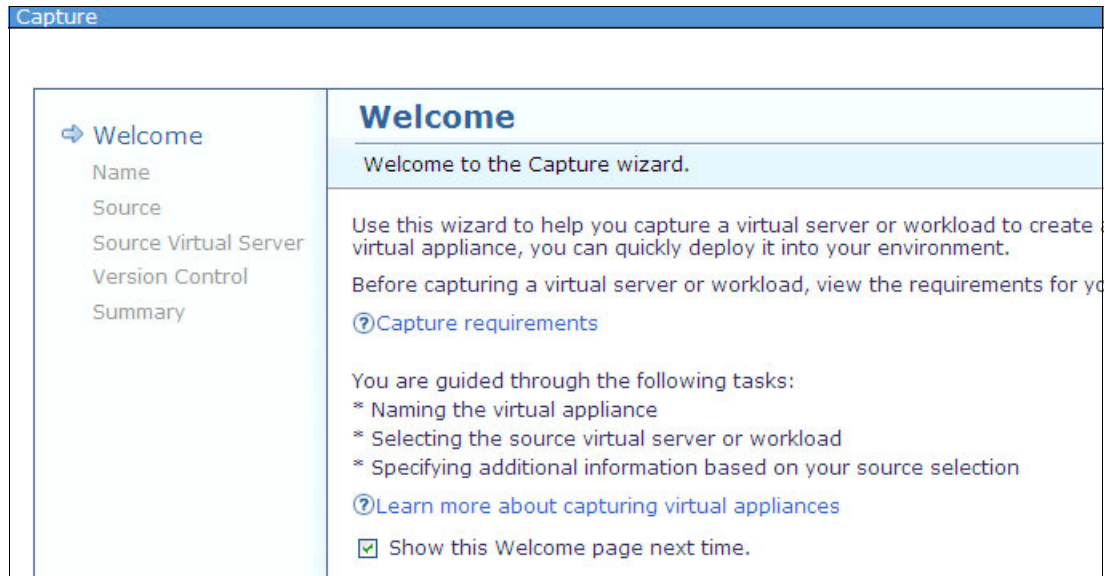 Capture
Welcome
Name
Source
Source Virtual Server
Version Control
Summary
Welcome
Welcome to the Capture wizard.
Use this wizard to help you capture a virtual server or workload to create
virtual appliance, you can quickly deploy it into your environment.
Before capturing a virtual server or workload, view the requirements for
Capture requirements
You are guided through the following tasks:
* Naming the virtual appliance
* Selecting the source virtual server or workload
* Specifying additional information based on your source selection
Learn more about capturing virtual appliances
Show this Welcome page next time.